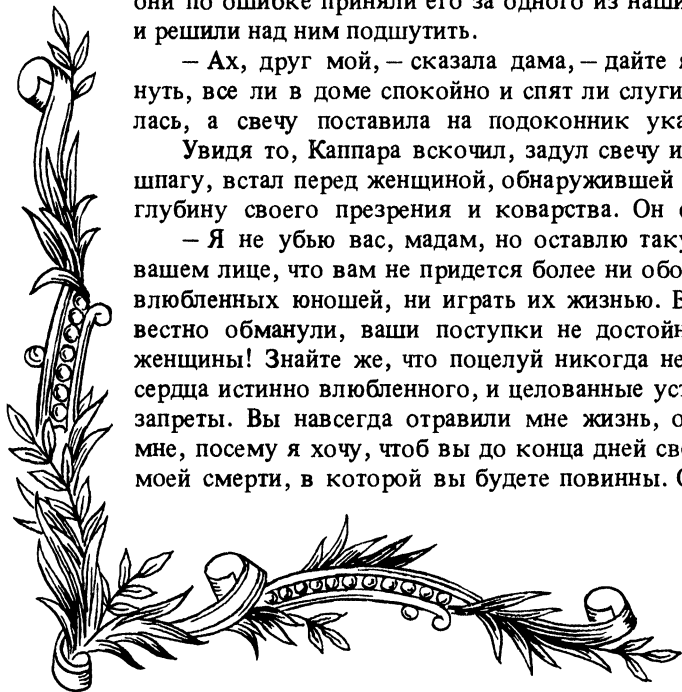 они по ошибке приняли его за одного из наши
и решили над ним подшутить.
– Ах, друг мой, – сказала дама, – дайте я
нуть, все ли в доме спокойно и спят ли слуги
лась, а свечу поставила на подоконник ука
Увидя то, Каппара вскочил, задул свечу и
шпагу, встал перед женщиной, обнаружившей
глубину своего презрения и коварства. Он
– Я не убью вас, мадам, но оставлю таку
вашем лице, что вам не придется более ни обо
влюбленных юношей, ни играть их жизнью. В
вестно обманули, ваши поступки не достойн
женщины! Знайте же, что поцелуй никогда не
сердца истинно влюбленного, и целованные уст
запреты. Вы навсегда отравили мне жизнь, о
мне, посему я хочу, чтоб вы до конца дней сво
моей смерти, в которой вы будете повинны. О